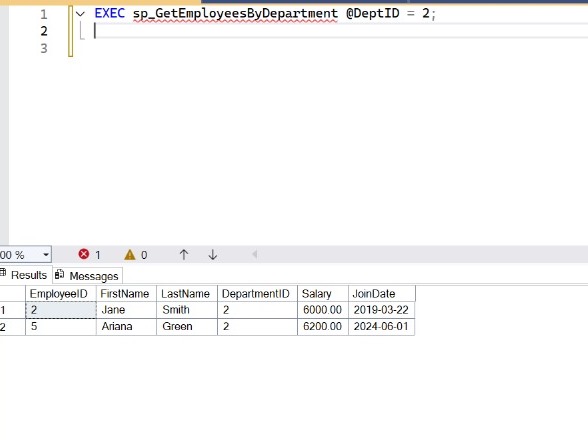 1 EXEC sp_GetEmployeesByDepartment @DeptID = 2;
2
3
00 % 1 0
Results Messages
EmployeeID FirstName LastName DepartmentID Salary JoinDate
1 2 Jane Smith 2 6000.00 2019-03-22
2 5 Ariana Green 2 6200.00 2024-06-01